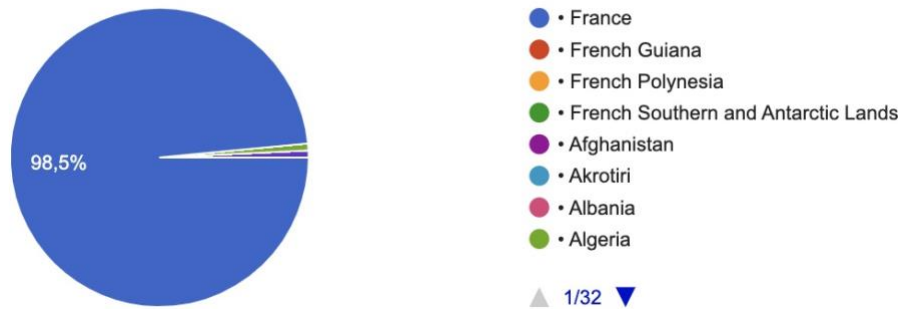 98,5%
• France
• French Guiana
• French Polynesia
• French Southern and Antarctic Lands
• Afghanistan
• Akrotiri
• Albania
• Algeria
1/32